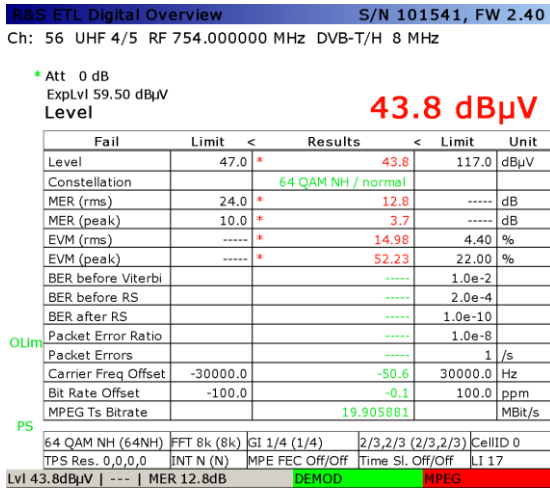 R&S ETL Digital Overview S/N 101541, FW 2.40
Ch: 56 UHF 4/5 RF 754.000000 MHz DVB-T/H 8 MHz
* Att 0 dB
ExpLvl 59.50 dBµV
Level 43.8 dBµV
Fail Limit < Results < Limit Unit
Level 47.0 * 43.8 117.0 dBµV
Constellation 64 QAM NH / normal
MER (rms) 24.0 * 12.8 ----- dB
MER (peak) 10.0 * 3.7 ----- dB
EVM (rms) ----- * 14.98 4.40 %
EVM (peak) ----- * 52.23 22.00 %
BER before Viterbi ----- 1.0e-2
BER before RS ----- 2.0e-4
BER after RS ----- 1.0e-10
Packet Error Ratio ----- 1.0e-8
OLim
Packet Errors ----- 1 /s
Carrier Freq Offset -30000.0 -50.6 30000.0 Hz
Bit Rate Offset -100.0 -0.1 100.0 ppm
MPEG Ts Bitrate 19.905881 MBit/s
PS
64 QAM NH (64NH) FFT 8k (8k) GI 1/4 (1/4) 2/3,2/3 (2/3,2/3) CellID 0
TPS Res. 0,0,0,0 INT N (N) MPE FEC Off/Off Time Sl. Off/Off LI 17
Lvl 43.8dBµV | --- | MER 12.8dB DEMOD MPEG